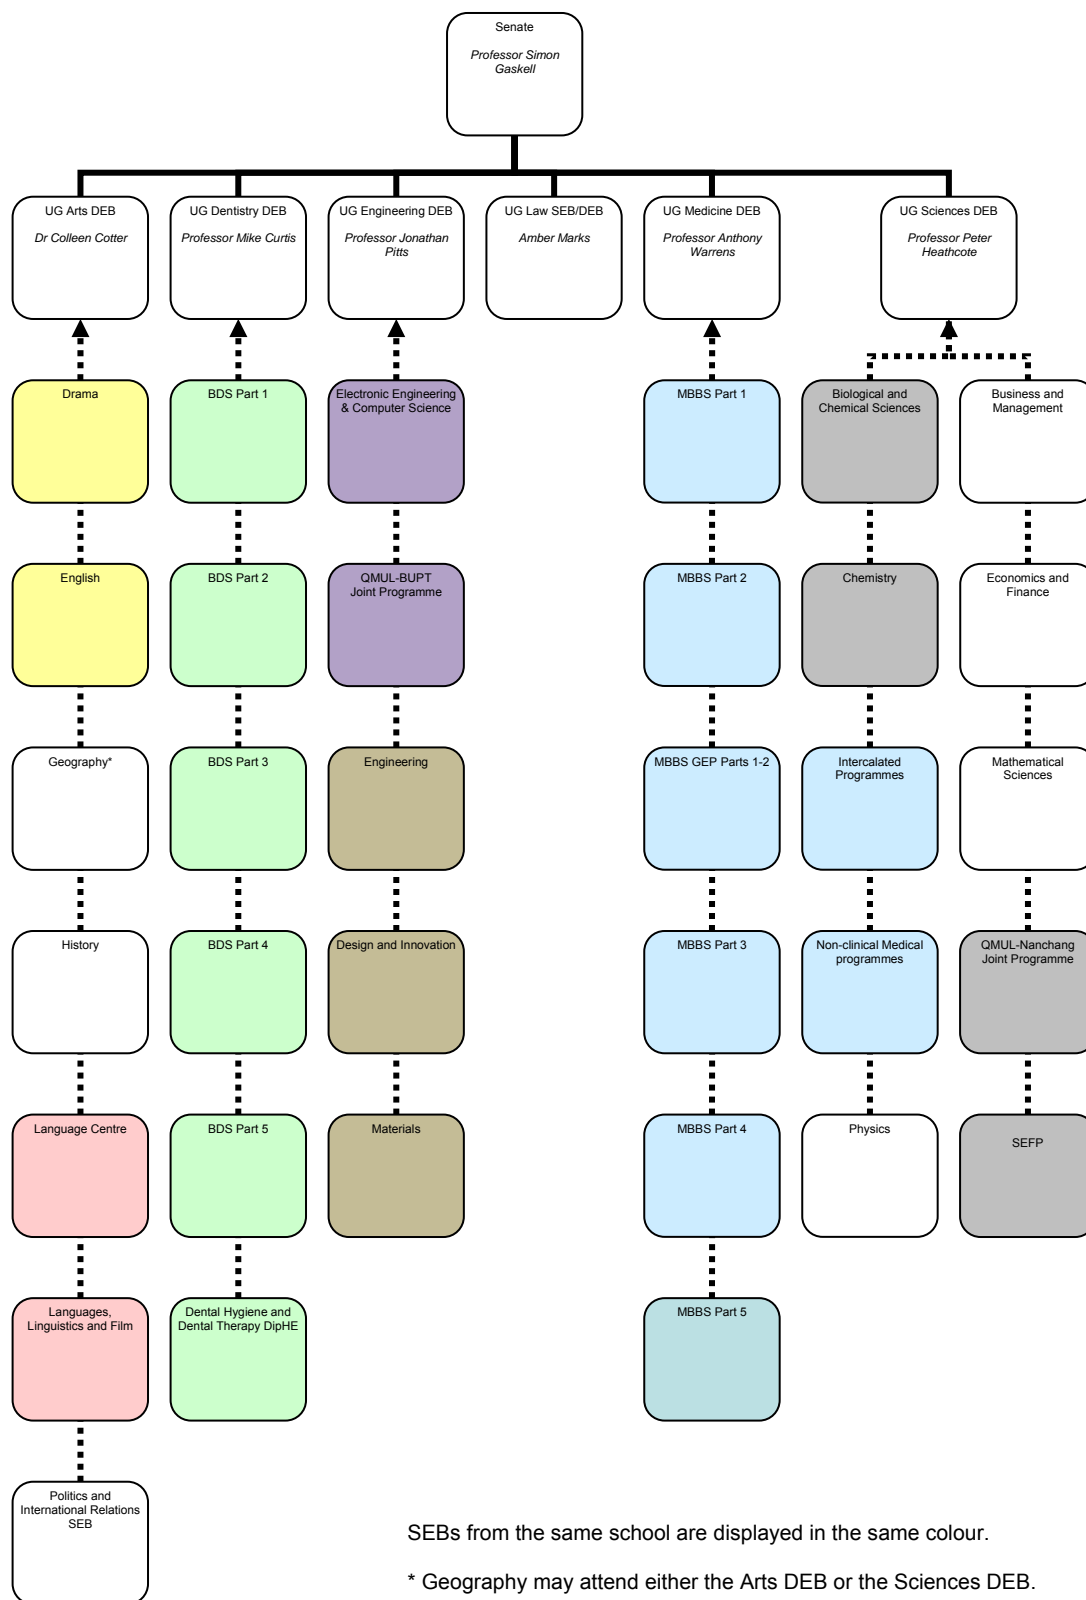 Senate
Professor Simon
Gaskell
UG Arts DEB
Dr Colleen Cotter
UG Dentistry DEB
Professor Mike Curtis
UG Engineering DEB
Professor Jonathan
Pitts
UG Law SEB/DEB
Amber Marks
UG Medicine DEB
Professor Anthony
Warrens
UG Sciences DEB
Professor Peter
Heathcote
Drama
BDS Part 1
Electronic Engineering
& Computer Science
MBBS Part 1
Biological and
Chemical Sciences
Business and
Management
English
BDS Part 2
QMUL-BUPT
Joint Programme
MBBS Part 2
Chemistry
Economics and
Finance
Geography*
BDS Part 3
Engineering
MBBS GEP Parts 1-2
Intercalated
Programmes
Mathematical
Sciences
History
BDS Part 4
Design and Innovation
MBBS Part 3
Non-clinical Medical
programmes
QMUL-Nanchang
Joint Programme
Language Centre
BDS Part 5
Materials
MBBS Part 4
Physics
SEFP
Languages,
Linguistics and Film
Dental Hygiene and
Dental Therapy DipHE
MBBS Part 5
Politics and
International Relations
SEB
SEBs from the same school are displayed in the same colour.
* Geography may attend either the Arts DEB or the Sciences DEB.